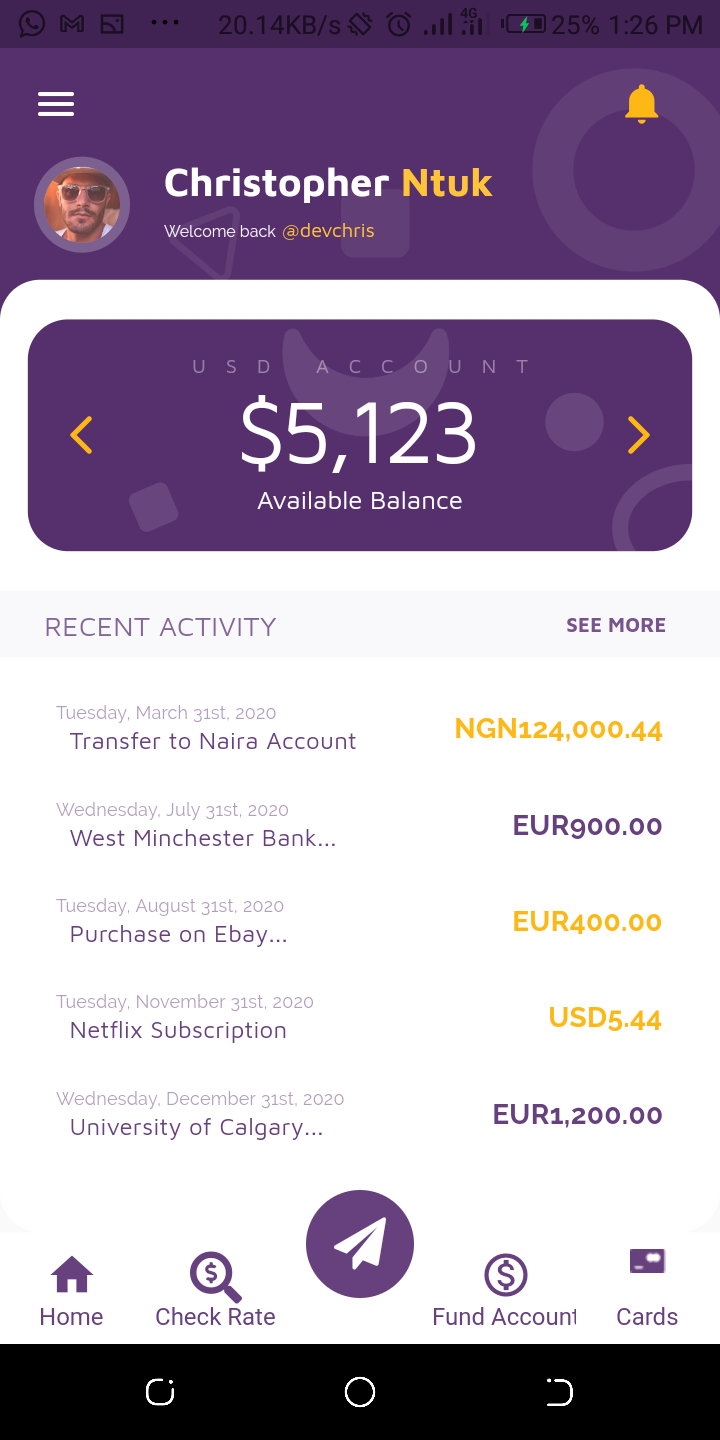 20.14KB/s 4G 25% 1:26 PM
Christopher Ntuk
Welcome back @devchris
USD ACCOUNT
$5,123
Available Balance
RECENT ACTIVITY SEE MORE
Tuesday, March 31st, 2020
Transfer to Naira Account NGN124,000.44
Wednesday, July 31st, 2020
West Minchester Bank... EUR900.00
Tuesday, August 31st, 2020
Purchase on Ebay... EUR400.00
Tuesday, November 31st, 2020
Netflix Subscription USD5.44
Wednesday, December 31st, 2020
University of Calgary... EUR1,200.00
Home Check Rate Fund Account Cards